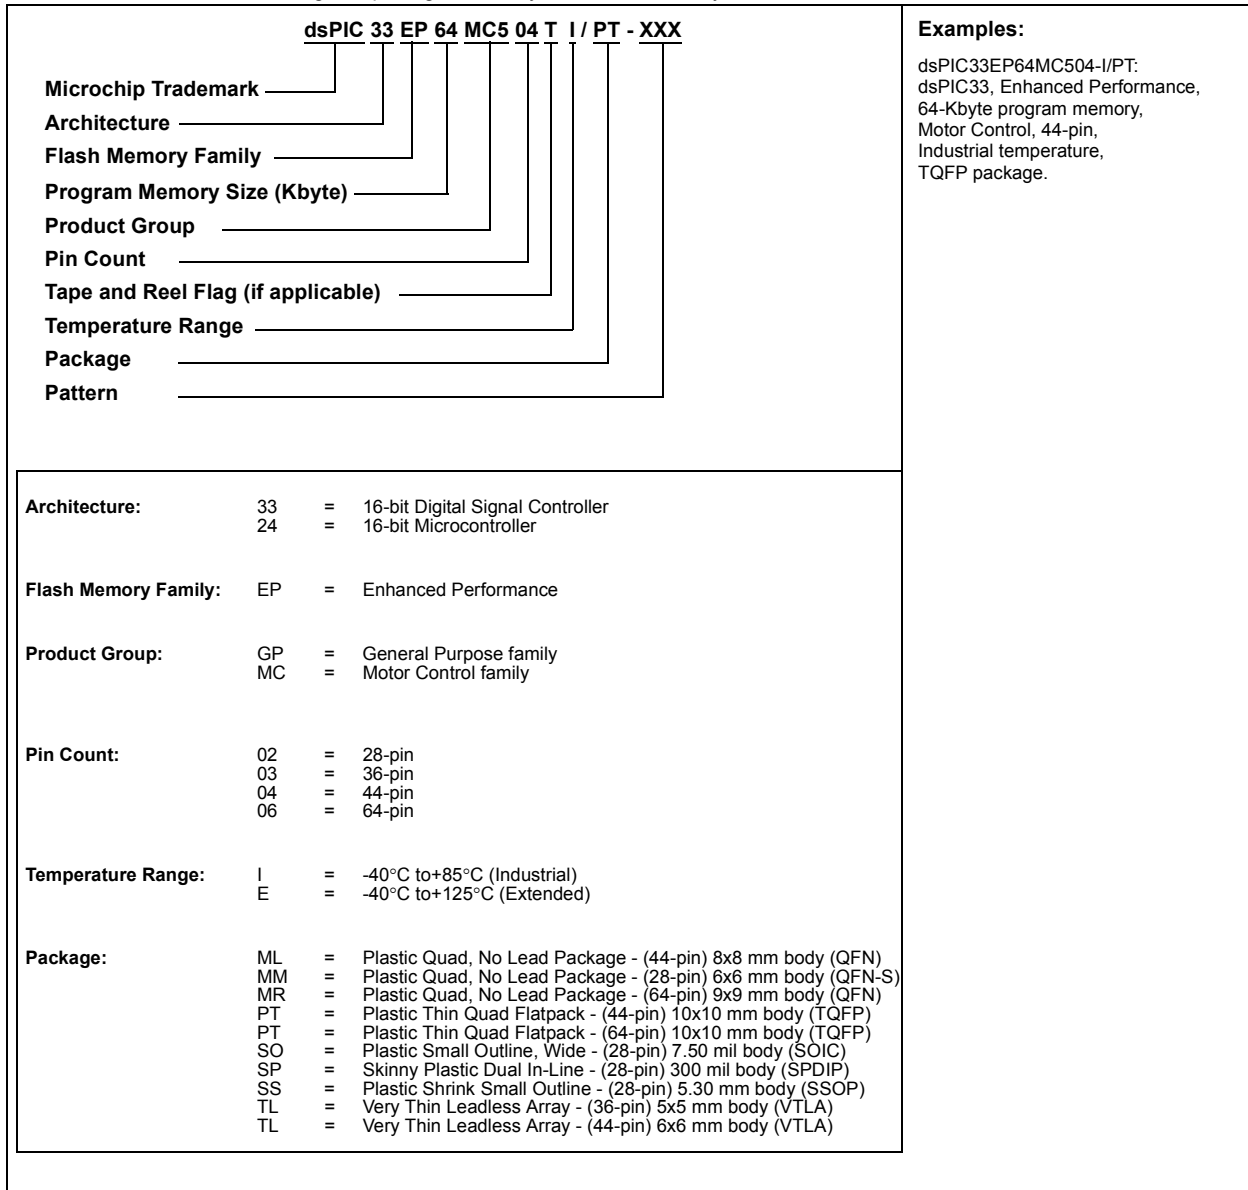 dsPIC 33 EP 64 MC5 04 T I / PT - XXX
Microchip Trademark
Architecture
Flash Memory Family
Program Memory Size (Kbyte)
Product Group
Pin Count
Tape and Reel Flag (if applicable)
Temperature Range
Package
Pattern
Examples:
dsPIC33EP64MC504-I/PT:
dsPIC33, Enhanced Performance,
64-Kbyte program memory,
Motor Control, 44-pin,
Industrial temperature,
TQFP package.
Architecture: 33 = 16-bit Digital Signal Controller
24 = 16-bit Microcontroller
Flash Memory Family: EP = Enhanced Performance
Product Group: GP = General Purpose family
MC = Motor Control family
Pin Count: 02 = 28-pin
03 = 36-pin
04 = 44-pin
06 = 64-pin
Temperature Range: I = -40°C to+85°C (Industrial)
E = -40°C to+125°C (Extended)
Package: ML = Plastic Quad, No Lead Package - (44-pin) 8x8 mm body (QFN)
MM = Plastic Quad, No Lead Package - (28-pin) 6x6 mm body (QFN-S)
MR = Plastic Quad, No Lead Package - (64-pin) 9x9 mm body (QFN)
PT = Plastic Thin Quad Flatpack - (44-pin) 10x10 mm body (TQFP)
PT = Plastic Thin Quad Flatpack - (64-pin) 10x10 mm body (TQFP)
SO = Plastic Small Outline, Wide - (28-pin) 7.50 mil body (SOIC)
SP = Skinny Plastic Dual In-Line - (28-pin) 300 mil body (SPDIP)
SS = Plastic Shrink Small Outline - (28-pin) 5.30 mm body (SSOP)
TL = Very Thin Leadless Array - (36-pin) 5x5 mm body (VTLA)
TL = Very Thin Leadless Array - (44-pin) 6x6 mm body (VTLA)